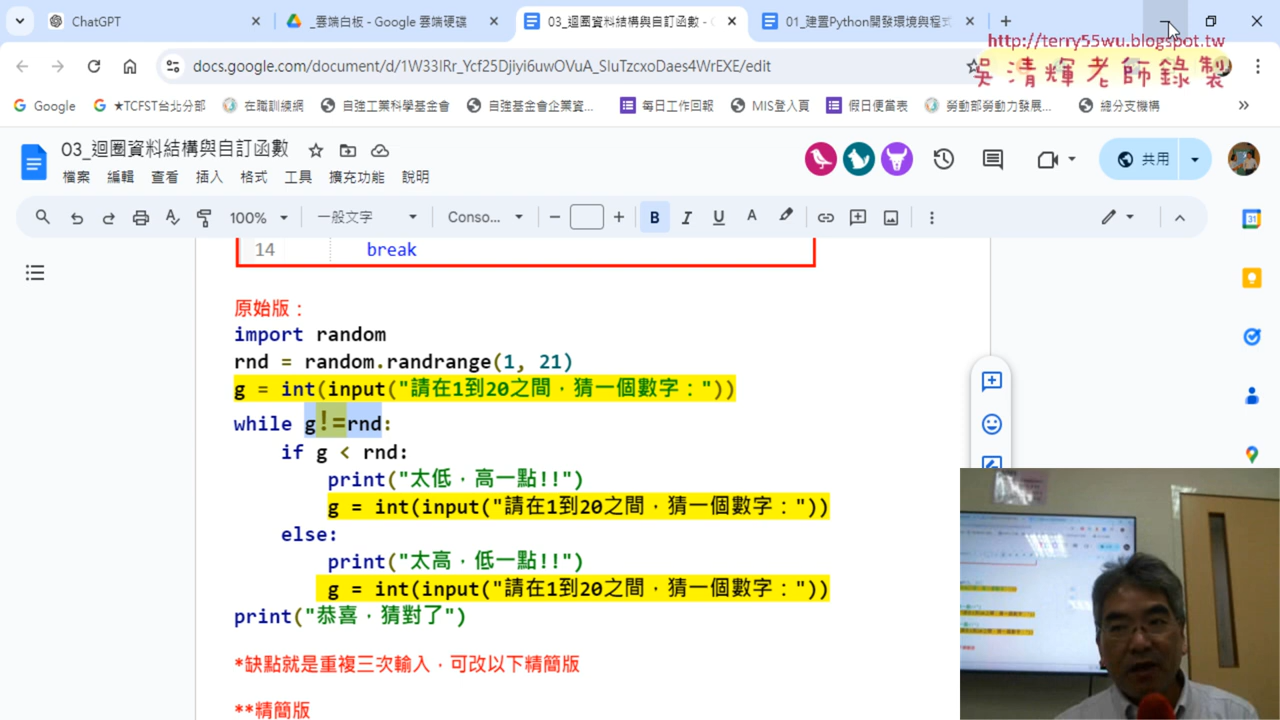 ChatGPT
_雲端白板 - Google 雲端硬碟
03_迴圈資料結構與自訂函數 - G
01_建置Python開發環境與程式
http://terry55wu.blogspot.tw
吳清輝老師錄製
docs.google.com/document/d/1W33lRr_Ycf25Djiyi6uwOVuA_SluTzcxoDaes4WrEXE/edit
Google
★TCFST台北分部
在職訓練網
自強工業科學基金會
自強基金會企業資...
每日工作回報
MIS登入頁
假日便當表
勞動部勞動力發展...
總分支機構
03_迴圈資料結構與自訂函數
檔案 編輯 查看 插入 格式 工具 擴充功能 說明
共用
100% 一般文字 Conso... B I U A
14 break
原始版：
import random
rnd = random.randrange(1, 21)
g = int(input("請在1到20之間，猜一個數字："))
while g!=rnd:
if g < rnd:
print("太低，高一點!!")
g = int(input("請在1到20之間，猜一個數字："))
else:
print("太高，低一點!!")
g = int(input("請在1到20之間，猜一個數字："))
print("恭喜，猜對了")
*缺點就是重複三次輸入，可改以下精簡版
**精簡版
31